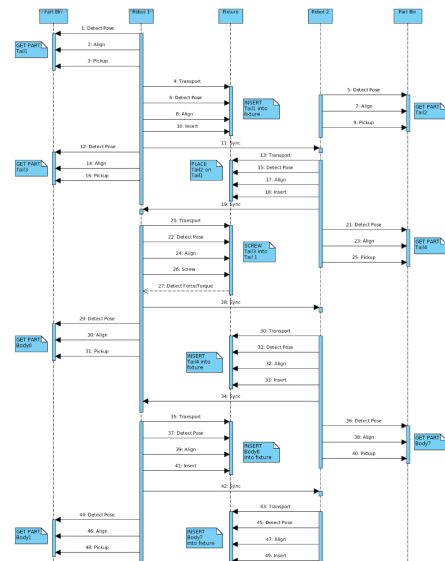 Part Bin
Robot 1
Fixture
Robot 2
Part Bin
1: Detect Pose
GET PART
Tail1
2: Align
3: Pickup
4: Transport
5: Detect Pose
6: Detect Pose
INSERT
Tail1 into
fixture
7: Align
GET PART
Tail2
8: Align
9: Pickup
10: Insert
11: Sync
12: Detect Pose
13: Transport
GET PART
Tail3
14: Align
PLACE
Tail2 on
Tail1
15: Detect Pose
16: Pickup
17: Align
18: Insert
19: Sync
20: Transport
21: Detect Pose
22: Detect Pose
SCREW
Tail3 into
Tail 1
23: Align
GET PART
Tail4
24: Align
25: Pickup
26: Screw
27: Detect Force/Torque
28: Sync
29: Detect Pose
30: Transport
GET PART
Body6
30: Align
31: Detect Pose
31: Pickup
INSERT
Tail4 into
fixture
32: Align
33: Insert
34: Sync
35: Transport
36: Detect Pose
37: Detect Pose
38: Align
GET PART
Body7
39: Align
INSERT
Body6
into fixture
40: Pickup
41: Insert
42: Sync
43: Transport
44: Detect Pose
45: Detect Pose
GET PART
Body1
46: Align
INSERT
Body7
into fixture
47: Align
48: Pickup
49: Insert